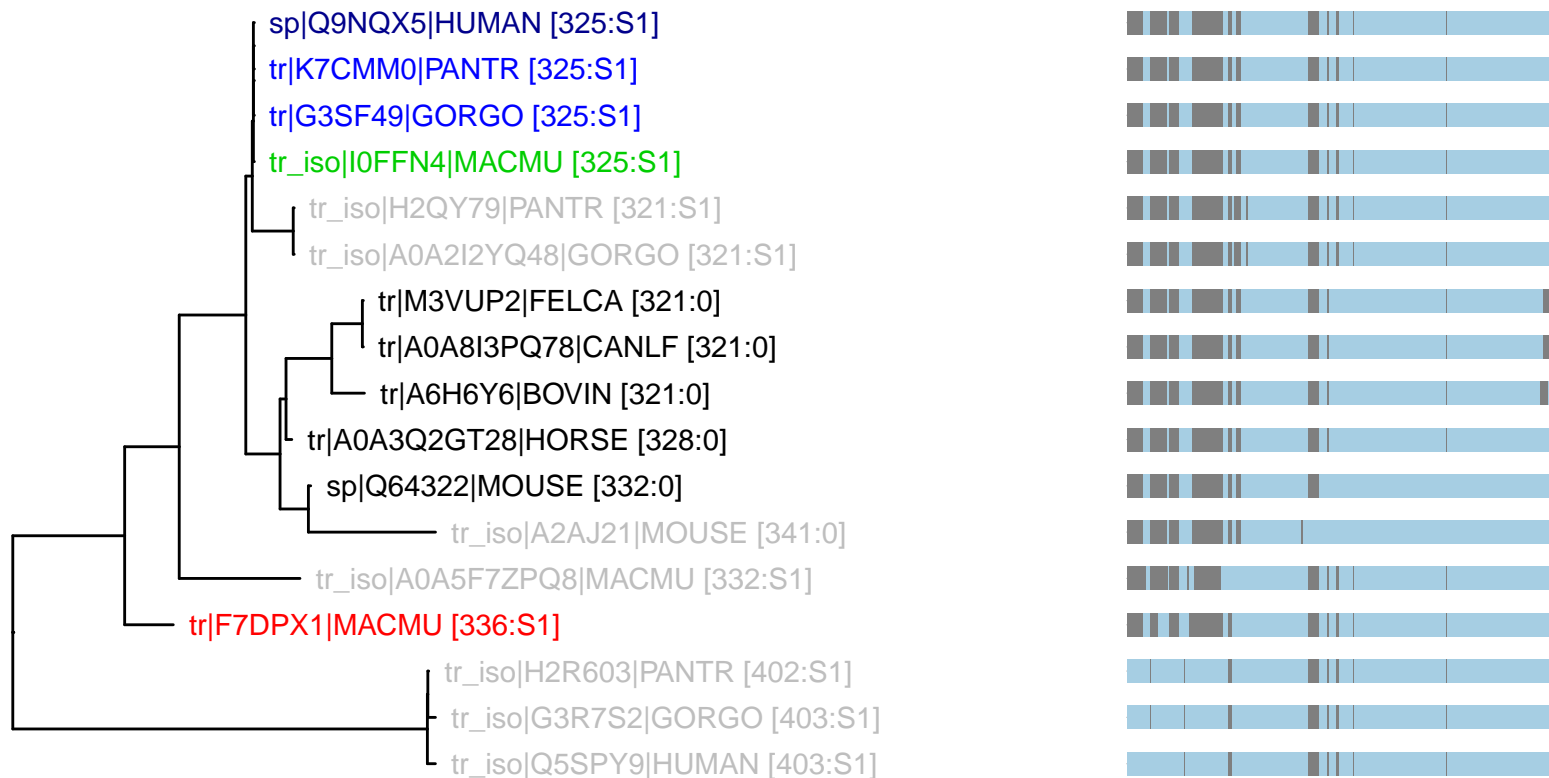 sp|Q9NQX5|HUMAN [325:S1]
tr|K7CMM0|PANTR [325:S1]
tr|G3SF49|GORGO [325:S1]
tr_iso|I0FFN4|MACMU [325:S1]
tr_iso|H2QY79|PANTR [321:S1]
tr_iso|A0A2I2YQ48|GORGO [321:S1]
tr|M3VUP2|FELCA [321:0]
tr|A0A8I3PQ78|CANLF [321:0]
tr|A6H6Y6|BOVIN [321:0]
tr|A0A3Q2GT28|HORSE [328:0]
sp|Q64322|MOUSE [332:0]
tr_iso|A2AJ21|MOUSE [341:0]
tr_iso|A0A5F7ZPQ8|MACMU [332:S1]
tr|F7DPX1|MACMU [336:S1]
tr_iso|H2R603|PANTR [402:S1]
tr_iso|G3R7S2|GORGO [403:S1]
tr_iso|Q5SPY9|HUMAN [403:S1]